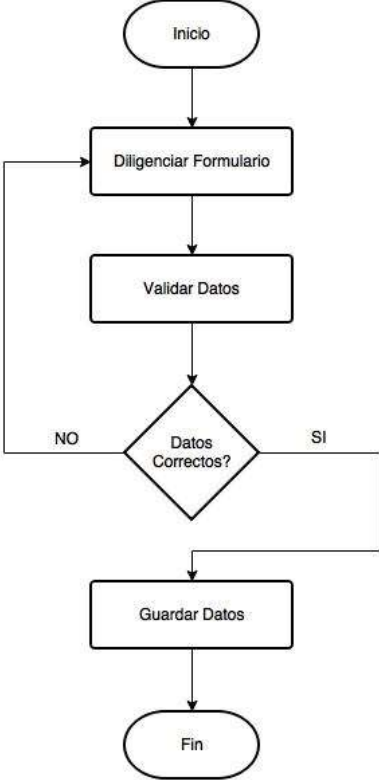 Inicio
Diligenciar Formulario
Validar Datos
NO
Datos
Correctos?
SI
Guardar Datos
Fin